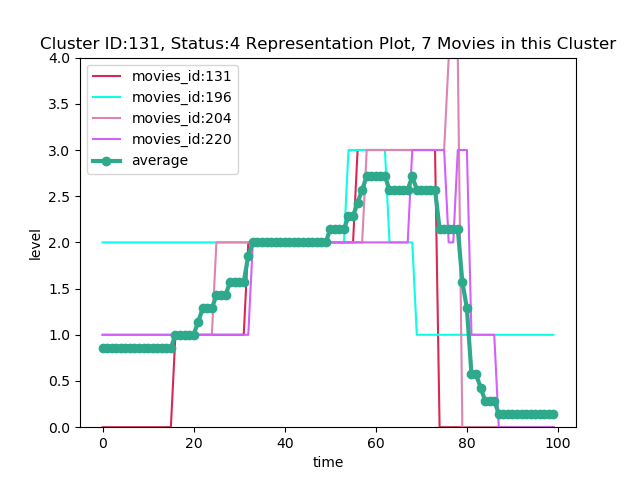 Cluster ID:131, Status:4 Representation Plot, 7 Movies in this Cluster
movies_id:131
movies_id:196
movies_id:204
movies_id:220
average
level
4.0
3.5
3.0
2.5
2.0
1.5
1.0
0.5
0.0
0 20 40 60 80 100
time